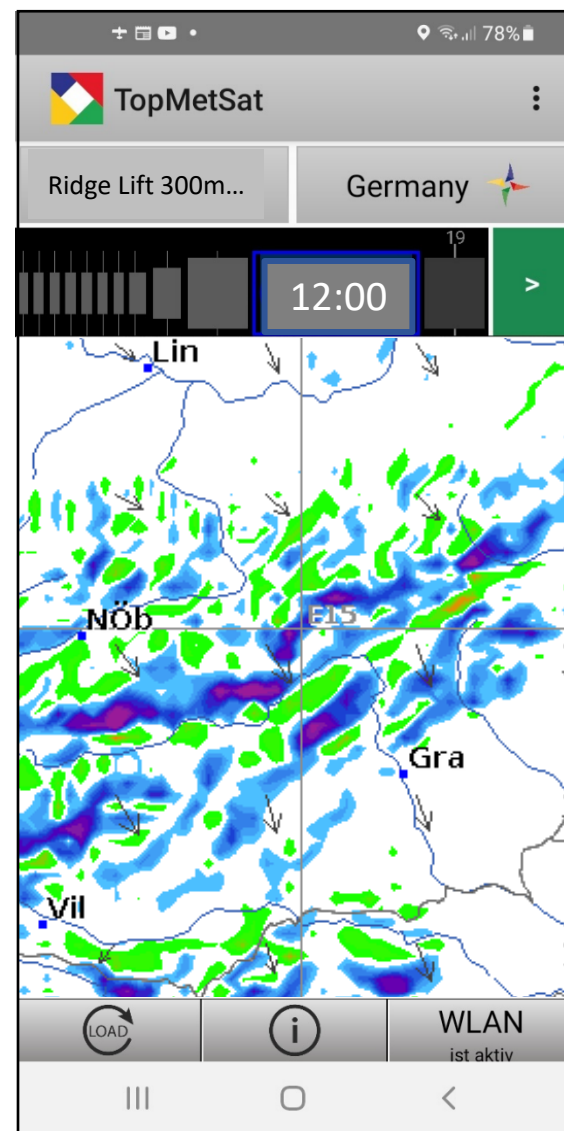 78%
TopMetSat
Ridge Lift 300m...
Germany
19
12:00
>
Lin
NÖb
E15
Gra
Vil
LOAD
i
WLAN
ist aktiv